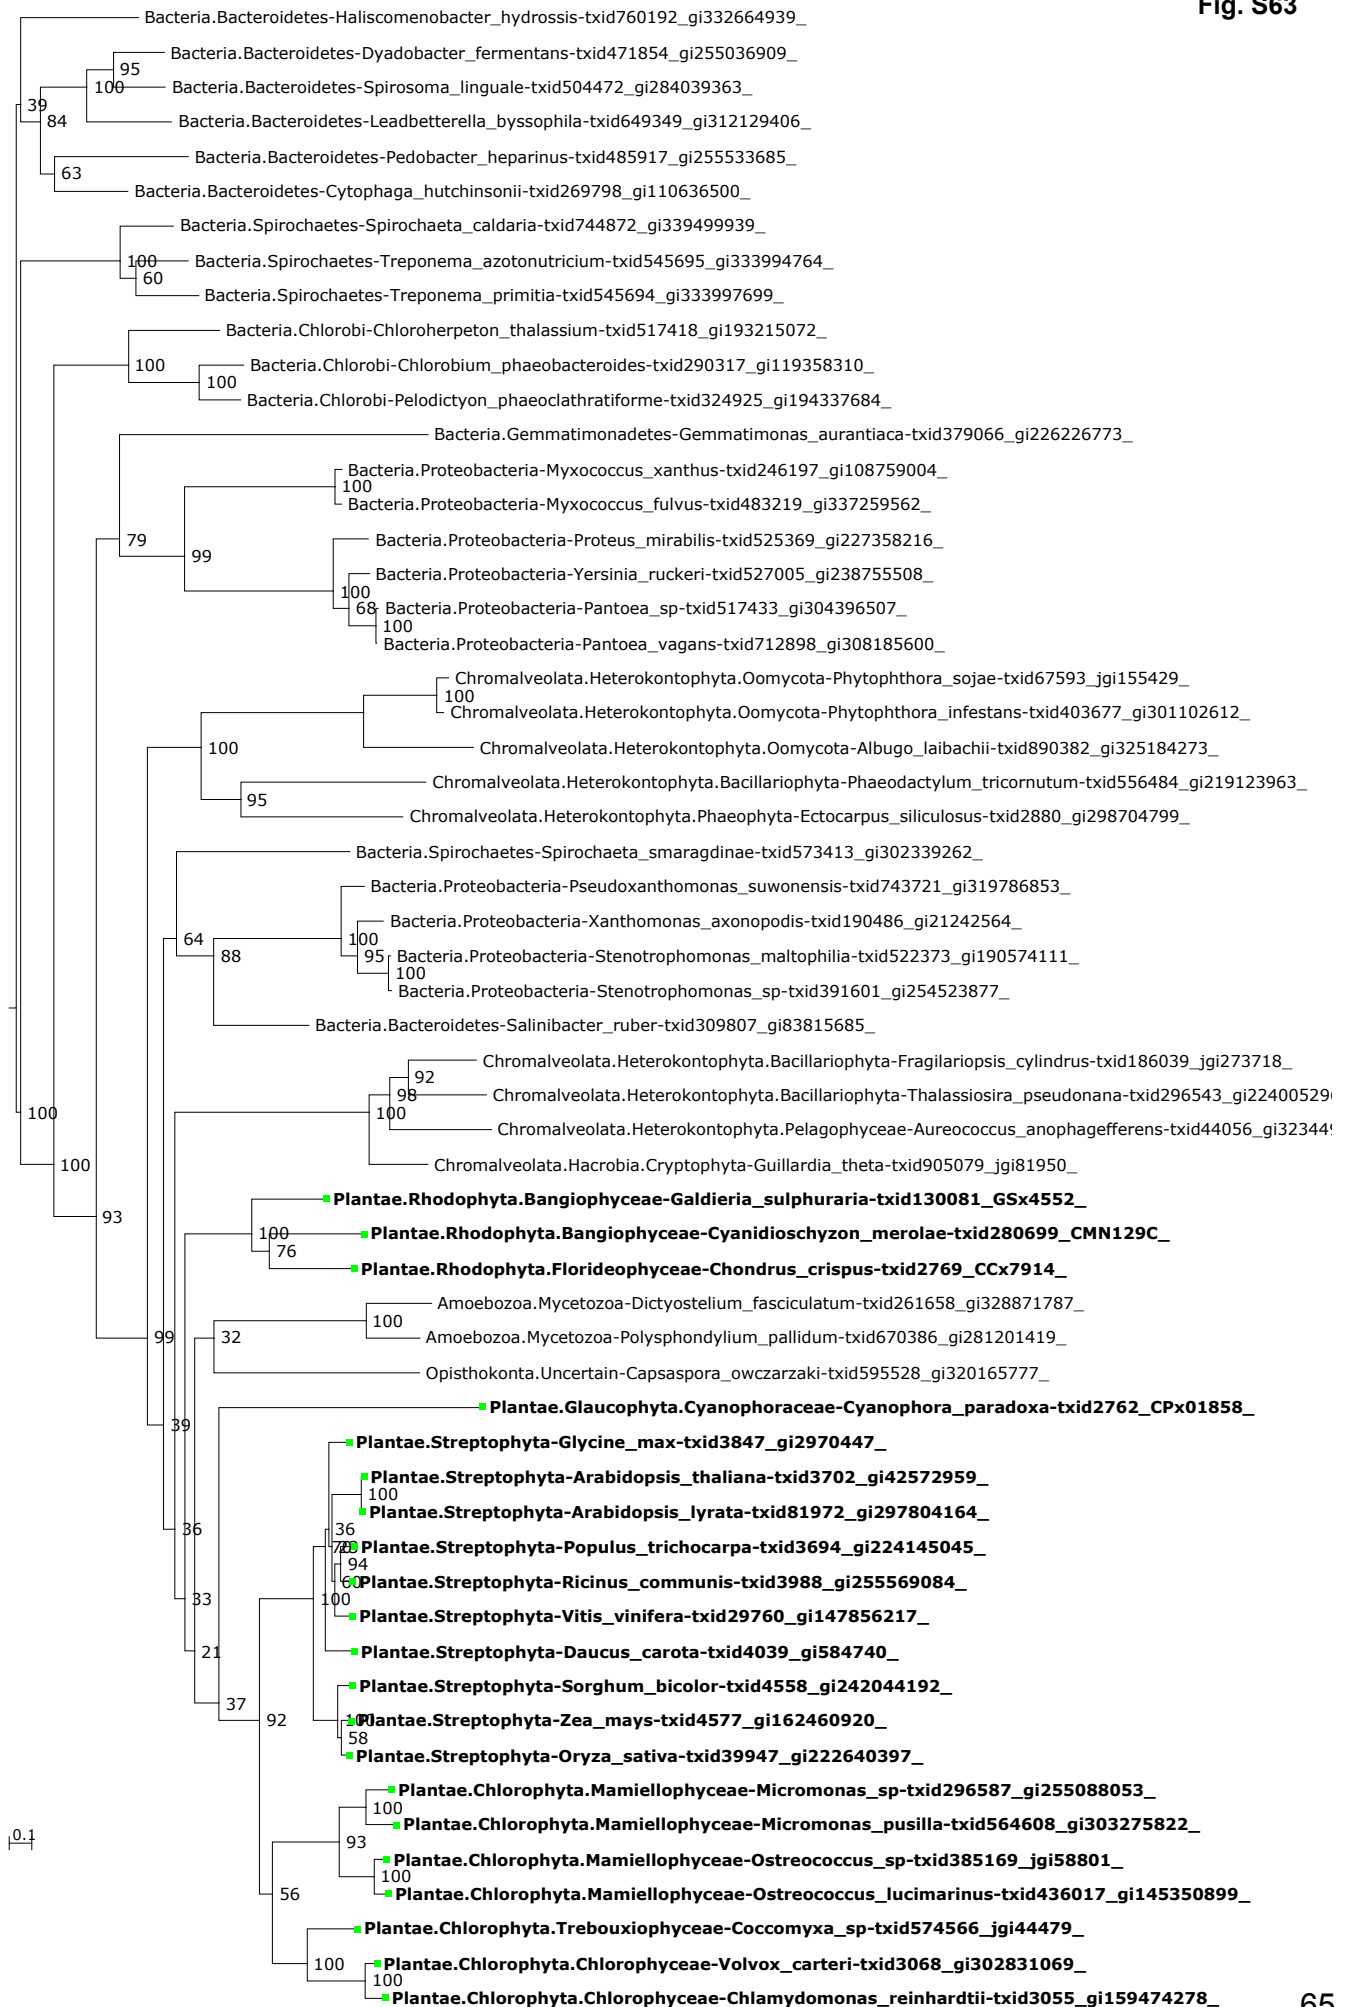 Fig. S63
Bacteria.Bacteroidetes-Haliscomenobacter_hydrossis-txid760192_gi332664939_
Bacteria.Bacteroidetes-Dyadobacter_fermentans-txid471854_gi255036909_
95
100
Bacteria.Bacteroidetes-Spirosoma_linguale-txid504472_gi284039363_
39
84
Bacteria.Bacteroidetes-Leadbetterella_byssophila-txid649349_gi312129406_
Bacteria.Bacteroidetes-Pedobacter_heparinus-txid485917_gi255533685_
63
Bacteria.Bacteroidetes-Cytophaga_hutchinsonii-txid269798_gi110636500_
Bacteria.Spirochaetes-Spirochaeta_caldaria-txid744872_gi339499939_
100
Bacteria.Spirochaetes-Treponema_azotonutricium-txid545695_gi333994764_
60
Bacteria.Spirochaetes-Treponema_primitia-txid545694_gi333997699_
Bacteria.Chlorobi-Chloroherpeton_thalassium-txid517418_gi193215072_
100
Bacteria.Chlorobi-Chlorobium_phaeobacteroides-txid290317_gi119358310_
100
Bacteria.Chlorobi-Pelodictyon_phaeoclathratiforme-txid324925_gi194337684_
Bacteria.Gemmatimonadetes-Gemmatimonas_aurantiaca-txid379066_gi226226773_
Bacteria.Proteobacteria-Myxococcus_xanthus-txid246197_gi108759004_
100
Bacteria.Proteobacteria-Myxococcus_fulvus-txid483219_gi337259562_
79
Bacteria.Proteobacteria-Proteus_mirabilis-txid525369_gi227358216_
99
Bacteria.Proteobacteria-Yersinia_ruckeri-txid527005_gi238755508_
100
68
Bacteria.Proteobacteria-Pantoea_sp-txid517433_gi304396507_
100
Bacteria.Proteobacteria-Pantoea_vagans-txid712898_gi308185600_
Chromalveolata.Heterokontophyta.Oomycota-Phytophthora_sojae-txid67593_jgi155429_
100
Chromalveolata.Heterokontophyta.Oomycota-Phytophthora_infestans-txid403677_gi301102612_
100
Chromalveolata.Heterokontophyta.Oomycota-Albugo_laibachii-txid890382_gi325184273_
Chromalveolata.Heterokontophyta.Bacillariophyta-Phaeodactylum_tricornutum-txid556484_gi219123963_
95
Chromalveolata.Heterokontophyta.Phaeophyta-Ectocarpus_siliculosus-txid2880_gi298704799_
Bacteria.Spirochaetes-Spirochaeta_smaragdinae-txid573413_gi302339262_
Bacteria.Proteobacteria-Pseudoxanthomonas_suwonensis-txid743721_gi319786853_
Bacteria.Proteobacteria-Xanthomonas_axonopodis-txid190486_gi21242564_
64
100
88
95
Bacteria.Proteobacteria-Stenotrophomonas_maltophilia-txid522373_gi190574111_
100
Bacteria.Proteobacteria-Stenotrophomonas_sp-txid391601_gi254523877_
Bacteria.Bacteroidetes-Salinibacter_ruber-txid309807_gi83815685_
Chromalveolata.Heterokontophyta.Bacillariophyta-Fragilariopsis_cylindrus-txid186039_jgi273718_
92
98
Chromalveolata.Heterokontophyta.Bacillariophyta-Thalassiosira_pseudonana-txid296543_gi22400529
100
100
Chromalveolata.Heterokontophyta.Pelagophyceae-Aureococcus_anophagefferens-txid44056_gi32344
100
Chromalveolata.Hacrobia.Cryptophyta-Guillardia_theta-txid905079_jgi81950_
Plantae.Rhodophyta.Bangiophyceae-Galdieria_sulphuraria-txid130081_GSx4552_
93
100
Plantae.Rhodophyta.Bangiophyceae-Cyanidioschyzon_merolae-txid280699_CMN129C_
76
Plantae.Rhodophyta.Florideophyceae-Chondrus_crispus-txid2769_CCx7914_
Amoebozoa.Mycetozoa-Dictyostelium_fasciculatum-txid261658_gi328871787_
100
99
32
Amoebozoa.Mycetozoa-Polysphondylium_pallidum-txid670386_gi281201419_
Opisthokonta.Uncertain-Capsaspora_owczarzaki-txid595528_gi320165777_
Plantae.Glaucophyta.Cyanophoraceae-Cyanophora_paradoxa-txid2762_CPx01858_
39
Plantae.Streptophyta-Glycine_max-txid3847_gi2970447_
Plantae.Streptophyta-Arabidopsis_thaliana-txid3702_gi42572959_
100
Plantae.Streptophyta-Arabidopsis_lyrata-txid81972_gi297804164_
36
36
Plantae.Streptophyta-Populus_trichocarpa-txid3694_gi224145045_
94
60
Plantae.Streptophyta-Ricinus_communis-txid3988_gi255569084_
33
100
Plantae.Streptophyta-Vitis_vinifera-txid29760_gi147856217_
21
Plantae.Streptophyta-Daucus_carota-txid4039_gi584740_
Plantae.Streptophyta-Sorghum_bicolor-txid4558_gi242044192_
37
92
100
Plantae.Streptophyta-Zea_mays-txid4577_gi162460920_
58
Plantae.Streptophyta-Oryza_sativa-txid39947_gi222640397_
Plantae.Chlorophyta.Mamiellophyceae-Micromonas_sp-txid296587_gi255088053_
100
Plantae.Chlorophyta.Mamiellophyceae-Micromonas_pusilla-txid564608_gi303275822_
0.1
93
Plantae.Chlorophyta.Mamiellophyceae-Ostreococcus_sp-txid385169_jgi58801_
100
56
Plantae.Chlorophyta.Mamiellophyceae-Ostreococcus_lucimarinus-txid436017_gi145350899_
Plantae.Chlorophyta.Trebouxiophyceae-Coccomyxa_sp-txid574566_jgi44479_
100
Plantae.Chlorophyta.Chlorophyceae-Volvox_carteri-txid3068_gi302831069_
100
Plantae.Chlorophyta.Chlorophyceae-Chlamydomonas_reinhardtii-txid3055_gi159474278_
65